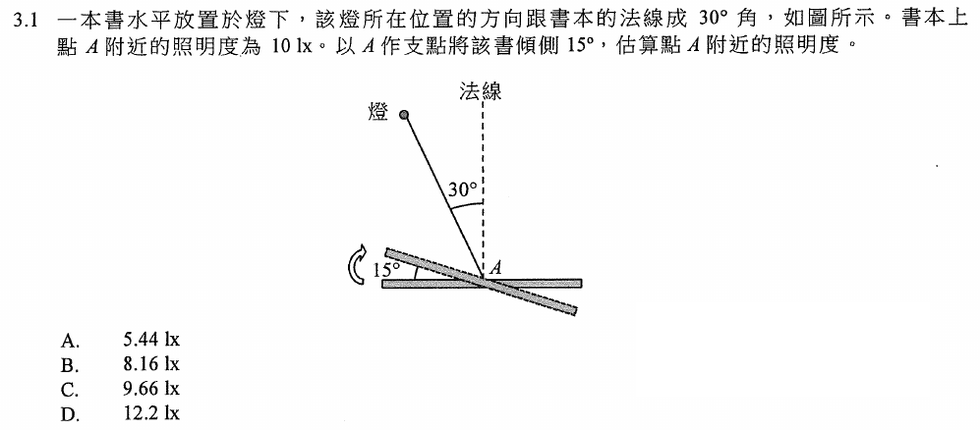 3.1 一本書水平放置於燈下，該燈所在位置的方向跟書本的法線成 30° 角，如圖所示。書本上
點 A 附近的照明度為 10 lx。以 A 作支點將該書傾側 15°，估算點 A 附近的照明度。
法線
燈
30°
15°
A
A. 5.44 lx
B. 8.16 lx
C. 9.66 lx
D. 12.2 lx